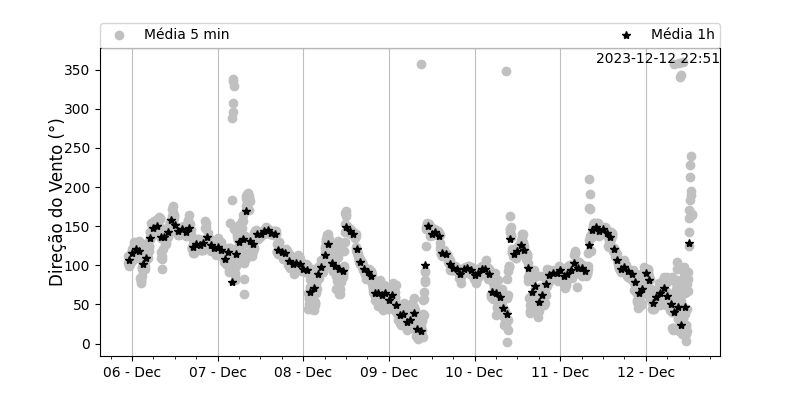 Média 5 min
Média 1h
2023-12-12 22:51
Direção do Vento (°)
350
300
250
200
150
100
50
0
06 - Dec
07 - Dec
08 - Dec
09 - Dec
10 - Dec
11 - Dec
12 - Dec